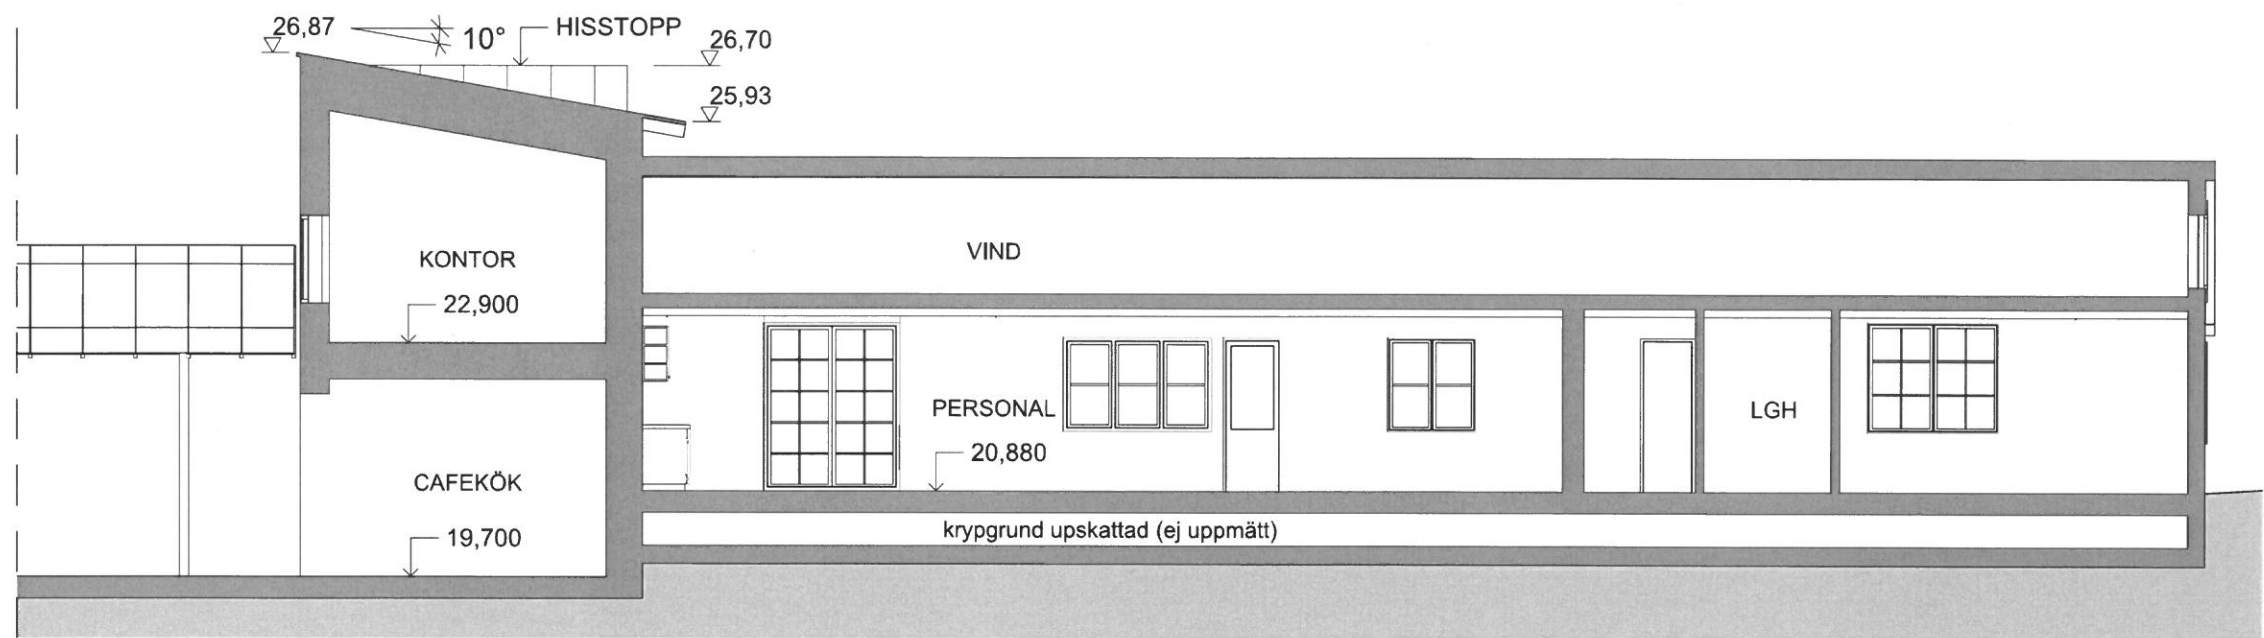 26,87
10°
HISSTOPP
26,70
25,93
KONTOR
22,900
VIND
PERSONAL
20,880
LGH
CAFEKÖK
19,700
krypgrund upskattad (ej uppmätt)